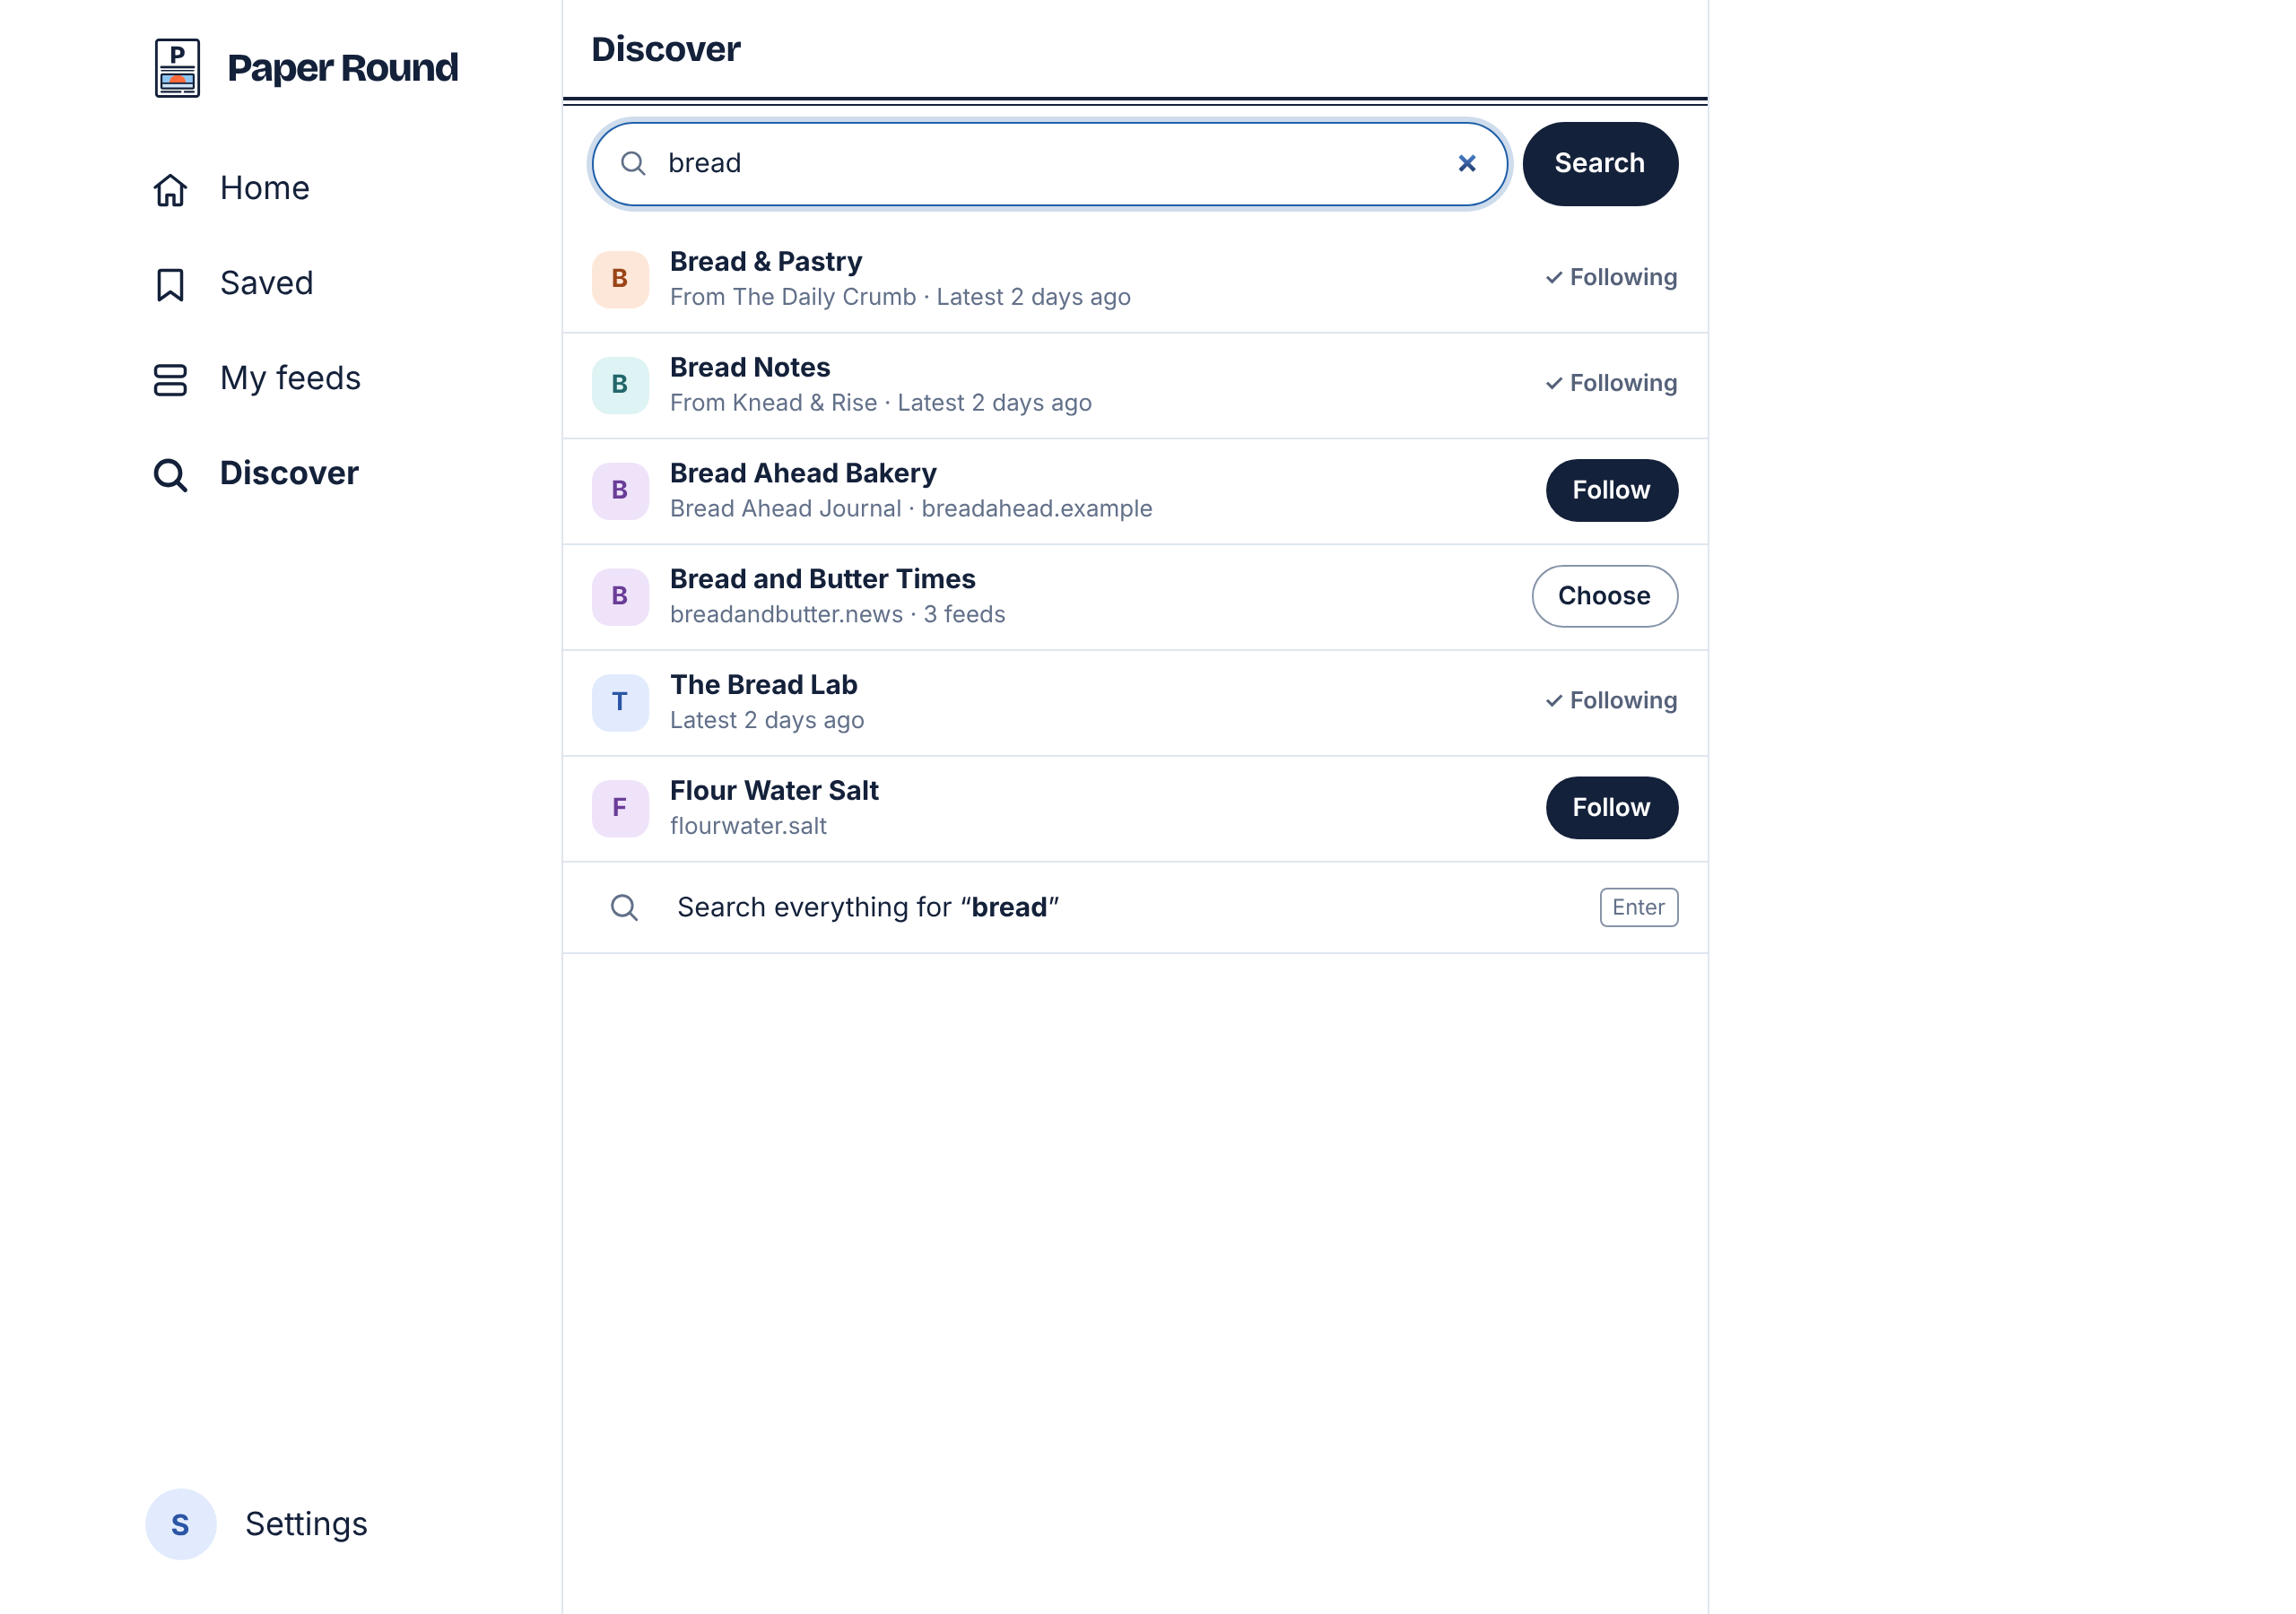 P
Paper Round
Home
Saved
My feeds
Discover
S
Settings
Discover
bread
Search
B
Bread & Pastry
From The Daily Crumb · Latest 2 days ago
Following
B
Bread Notes
From Knead & Rise · Latest 2 days ago
Following
B
Bread Ahead Bakery
Bread Ahead Journal · breadahead.example
Follow
B
Bread and Butter Times
breadandbutter.news · 3 feeds
Choose
T
The Bread Lab
Latest 2 days ago
Following
F
Flour Water Salt
flourwater.salt
Follow
Search everything for “bread”
Enter